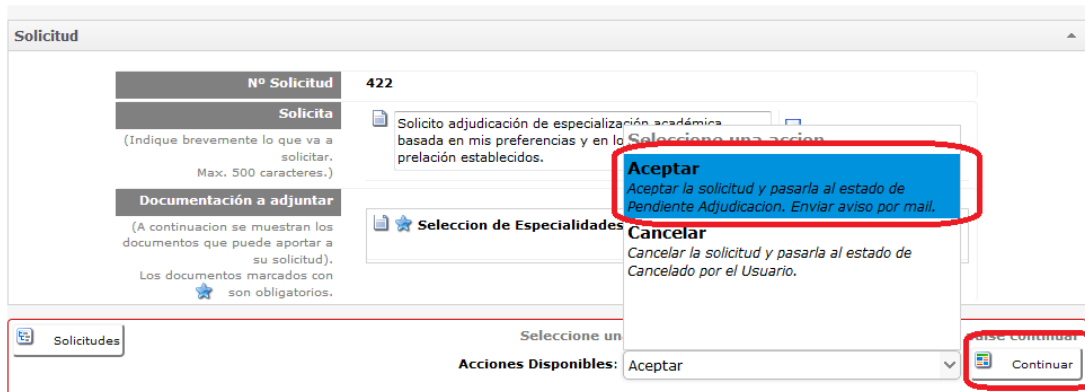 Solicitud
Nº Solicitud 422
Solicita
(Indique brevemente lo que va a
solicitar.
Max. 500 caracteres.)
Solicito adjudicación de especialización académica
basada en mis preferencias y en lo
prelación establecidos.
Documentación a adjuntar
(A continuacion se muestran los
documentos que puede aportar a
su solicitud).
Los documentos marcados con
son obligatorios.
Seleccion de Especialidades
Seleccione una accion
Aceptar
Aceptar la solicitud y pasarla al estado de
Pendiente Adjudicacion. Enviar aviso por mail.
Cancelar
Cancelar la solicitud y pasarla al estado de
Cancelado por el Usuario.
Solicitudes
Seleccione un
continuar
Acciones Disponibles: Aceptar
Continuar